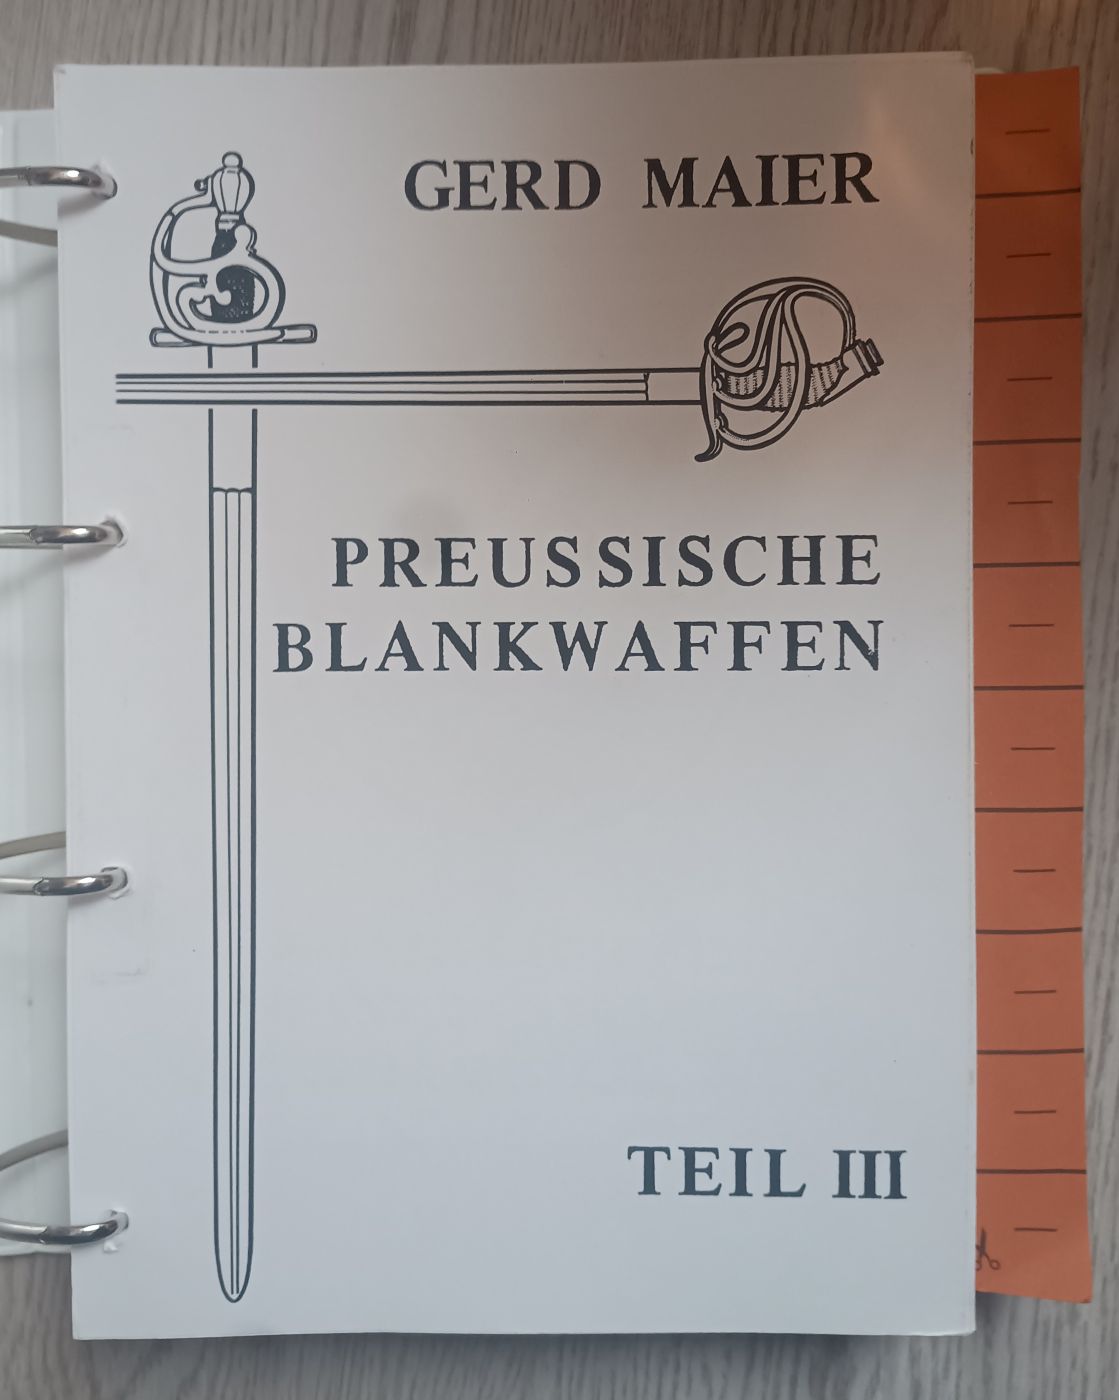 GERD MAIER
PREUSSISCHE
BLANKWAFFEN
TEIL III